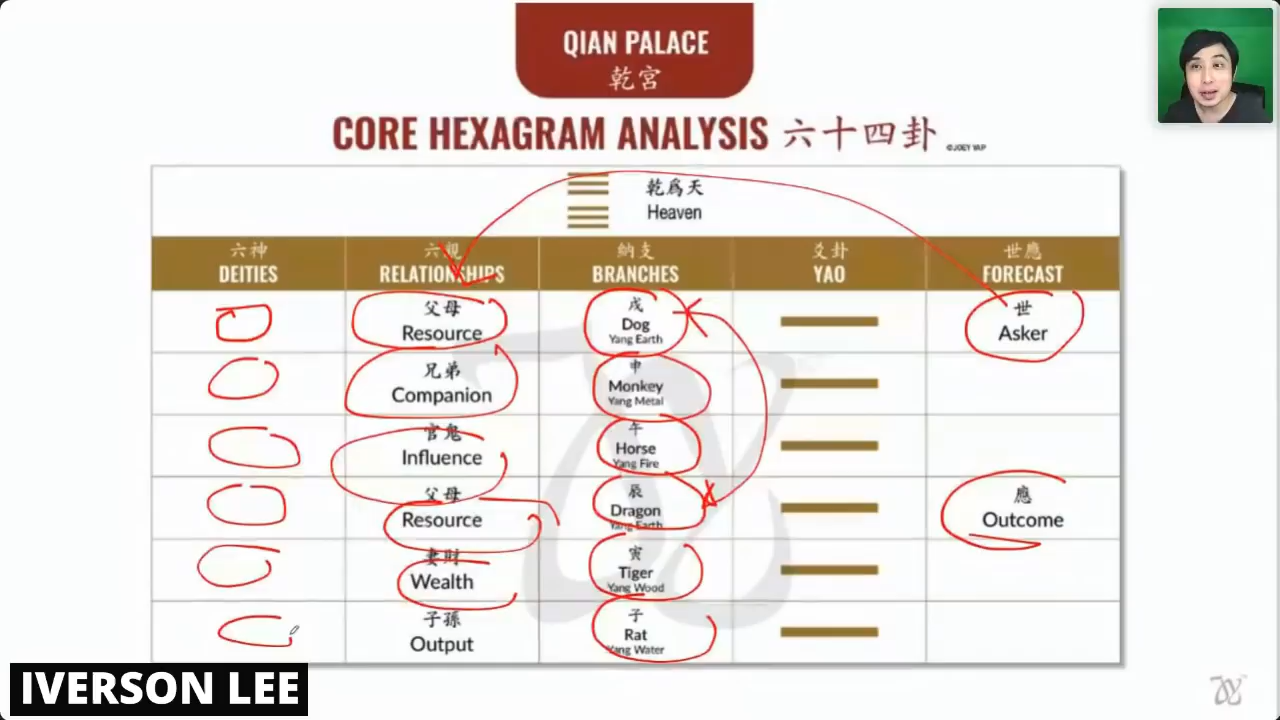 QIAN PALACE
乾宮
CORE HEXAGRAM ANALYSIS 六十四卦 ©JOEY YAP
乾爲天
Heaven
六神 六親 納支 爻卦 世應
DEITIES RELATIONSHIPS BRANCHES YAO FORECAST
父母 戌 世
Resource Dog Asker
Yang Earth
兄弟 申
Companion Monkey
Yang Metal
官鬼 午
Influence Horse
Yang Fire
父母 辰 應
Resource Dragon Outcome
Yang Earth
妻財 寅
Wealth Tiger
Yang Wood
子孫 子
Output Rat
Yang Water
IVERSON LEE